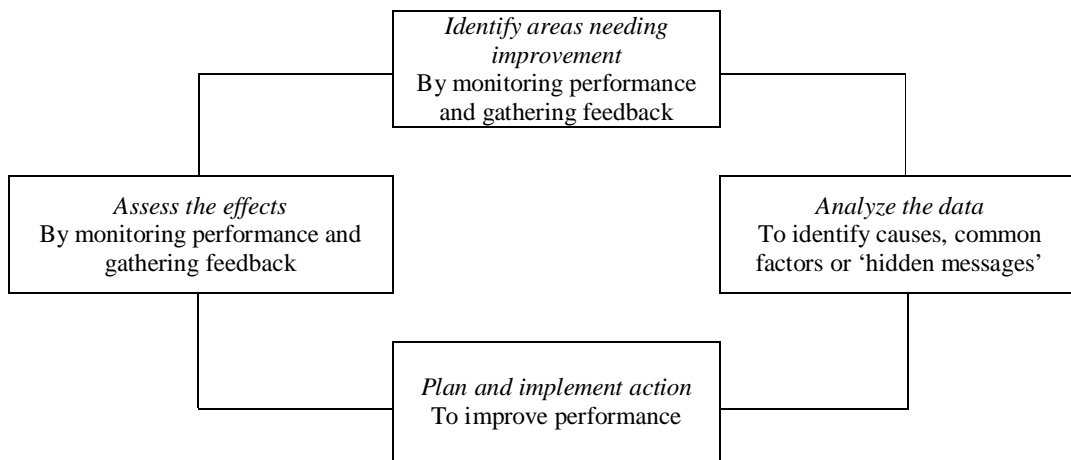 Identify areas needing
improvement
By monitoring performance
and gathering feedback
Assess the effects
By monitoring performance and
gathering feedback
Analyze the data
To identify causes, common
factors or ‘hidden messages’
Plan and implement action
To improve performance